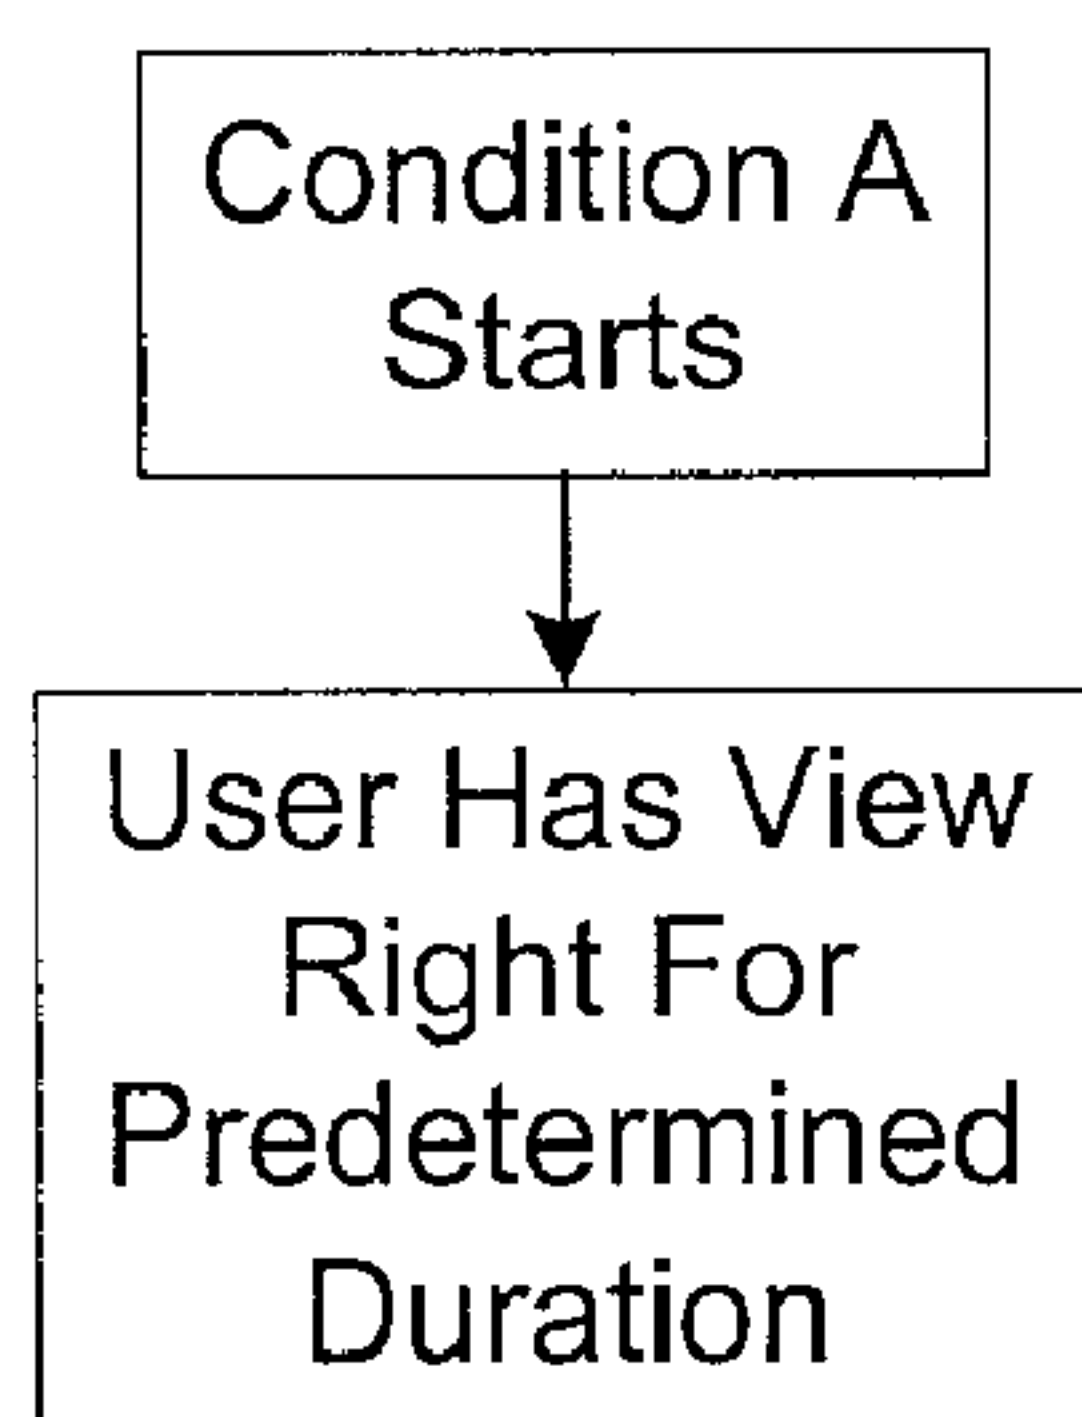 Condition A
Starts
User Has View
Right For
Predetermined
Duration